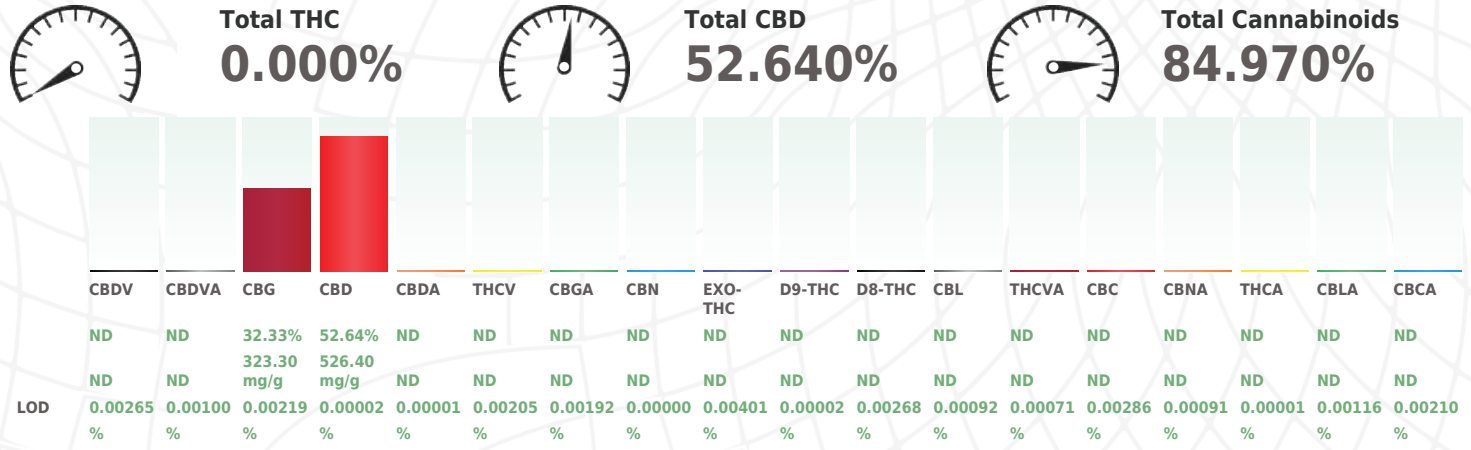 Total THC
0.000%
Total CBD
52.640%
Total Cannabinoids
84.970%
CBDV CBDVA CBG CBD CBDA THCV CBGA CBN EXO- D9-THC D8-THC CBL THCVA CBC CBNA THCA CBLA CBCA
THC
ND ND 32.33% 52.64% ND ND ND ND ND ND ND ND ND ND ND ND ND ND
323.30 526.40
ND ND mg/g mg/g ND ND ND ND ND ND ND ND ND ND ND ND ND ND
LOD 0.00265 0.00100 0.00219 0.00002 0.00001 0.00205 0.00192 0.00000 0.00401 0.00002 0.00268 0.00092 0.00071 0.00286 0.00091 0.00001 0.00116 0.00210
% % % % % % % % % % % % % % % % % %